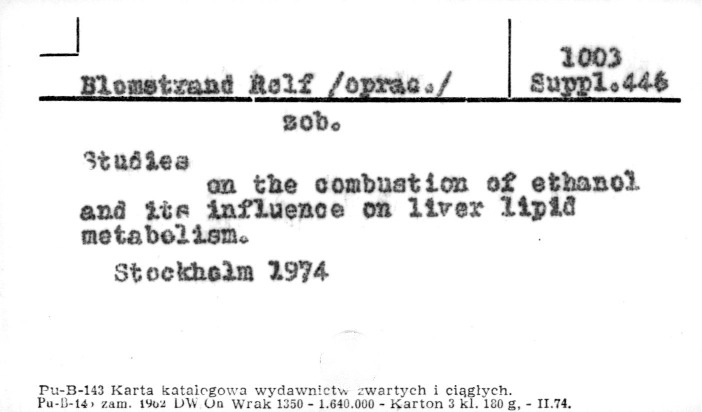 1003
Blomstrand Rolf /oprac./ Suppl.446
zob.
Studies
on the combustion of ethanol
and its influence on liver lipid
metabolism.
Stockholm 1974
Pu-B-143 Karta katalogowa wydawnictw zwartych i ciągłych.
Pu-B-143 zam. 1962 DW On Wrak 1350 - 1.640.000 - Karton 3 kl. 180 g, - II.74.